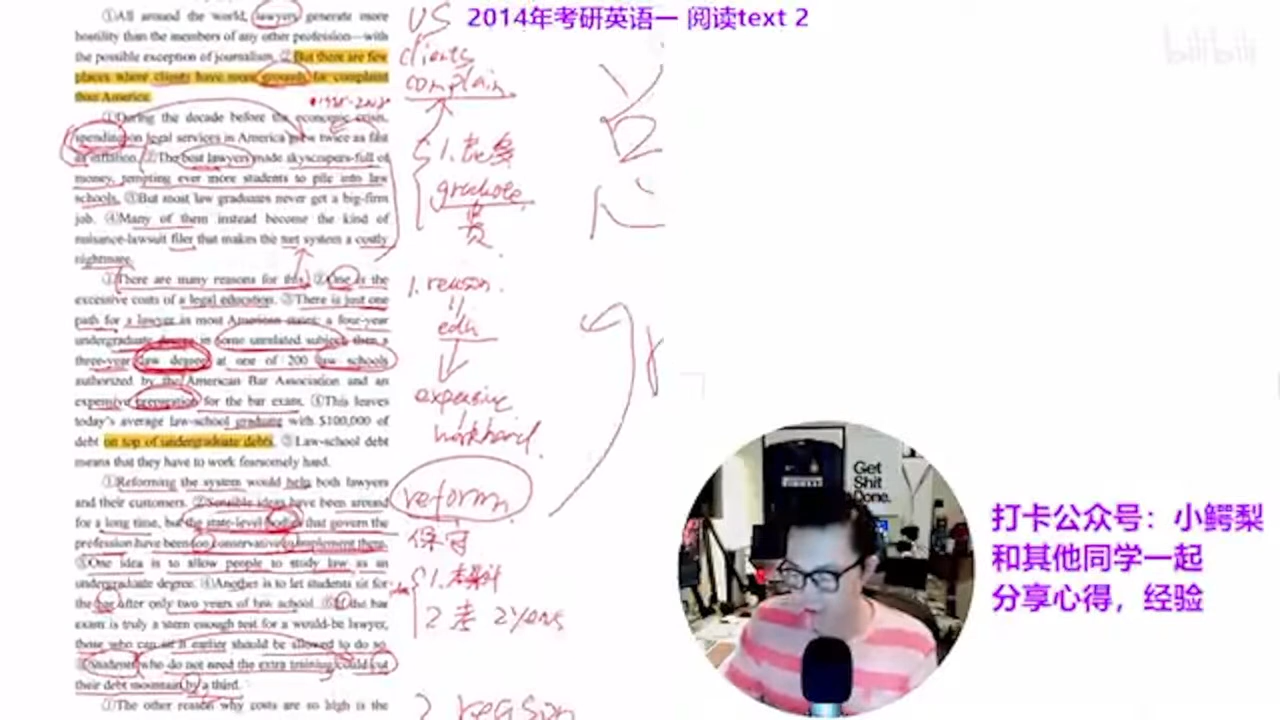 2014年考研英语一 阅读text 2
bilibili
①All around the world, lawyers generate more
hostility than the members of any other profession—with
the possible exception of journalism. ②But there are few
places where clients have more grounds for complaint
than America.
①During the decade before the economic crisis,
spending on legal services in America grew twice as fast
as inflation. ②The best lawyers made skyscrapers-full of
money, tempting ever more students to pile into law
schools. ③But most law graduates never get a big-firm
job. ④Many of them instead become the kind of
nuisance-lawsuit filer that makes the tort system a costly
nightmare.
①There are many reasons for this. ②One is the
excessive costs of a legal education. ③There is just one
path for a lawyer in most American states: a four-year
undergraduate degree in some unrelated subject, then a
three-year law degree at one of 200 law schools
authorized by the American Bar Association and an
expensive preparation for the bar exam. ④This leaves
today's average law-school graduate with $100,000 of
debt on top of undergraduate debts. ⑤Law-school debt
means that they have to work fearsomely hard.
①Reforming the system would help both lawyers
and their customers. ②Sensible ideas have been around
for a long time, but the state-level bodies that govern the
profession have been too conservative to implement them.
③One idea is to allow people to study law as an
undergraduate degree. ④Another is to let students sit for
the bar after only two years of law school. ⑤If the bar
exam is truly a stern enough test for a would-be lawyer,
those who can sit it earlier should be allowed to do so.
⑥Students who do not need the extra training could cut
their debt mountain by a third.
①The other reason why costs are so high is the
US
clients
complain
graduate
贵
1. reason.
edu
expensive
workhard.
reform
保守
2 考 2years
2 reason
Get
Shit
Done.
打卡公众号：小鳄梨
和其他同学一起
分享心得，经验